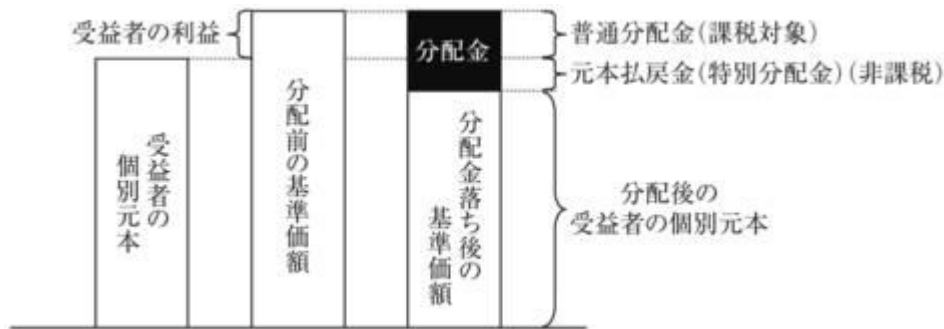 受益者の利益
受益者の
個別元本
分配前の基準価額
分配金
分配金落ち後の
基準価額
普通分配金(課税対象)
元本払戻金(特別分配金)(非課税)
分配後の
受益者の個別元本